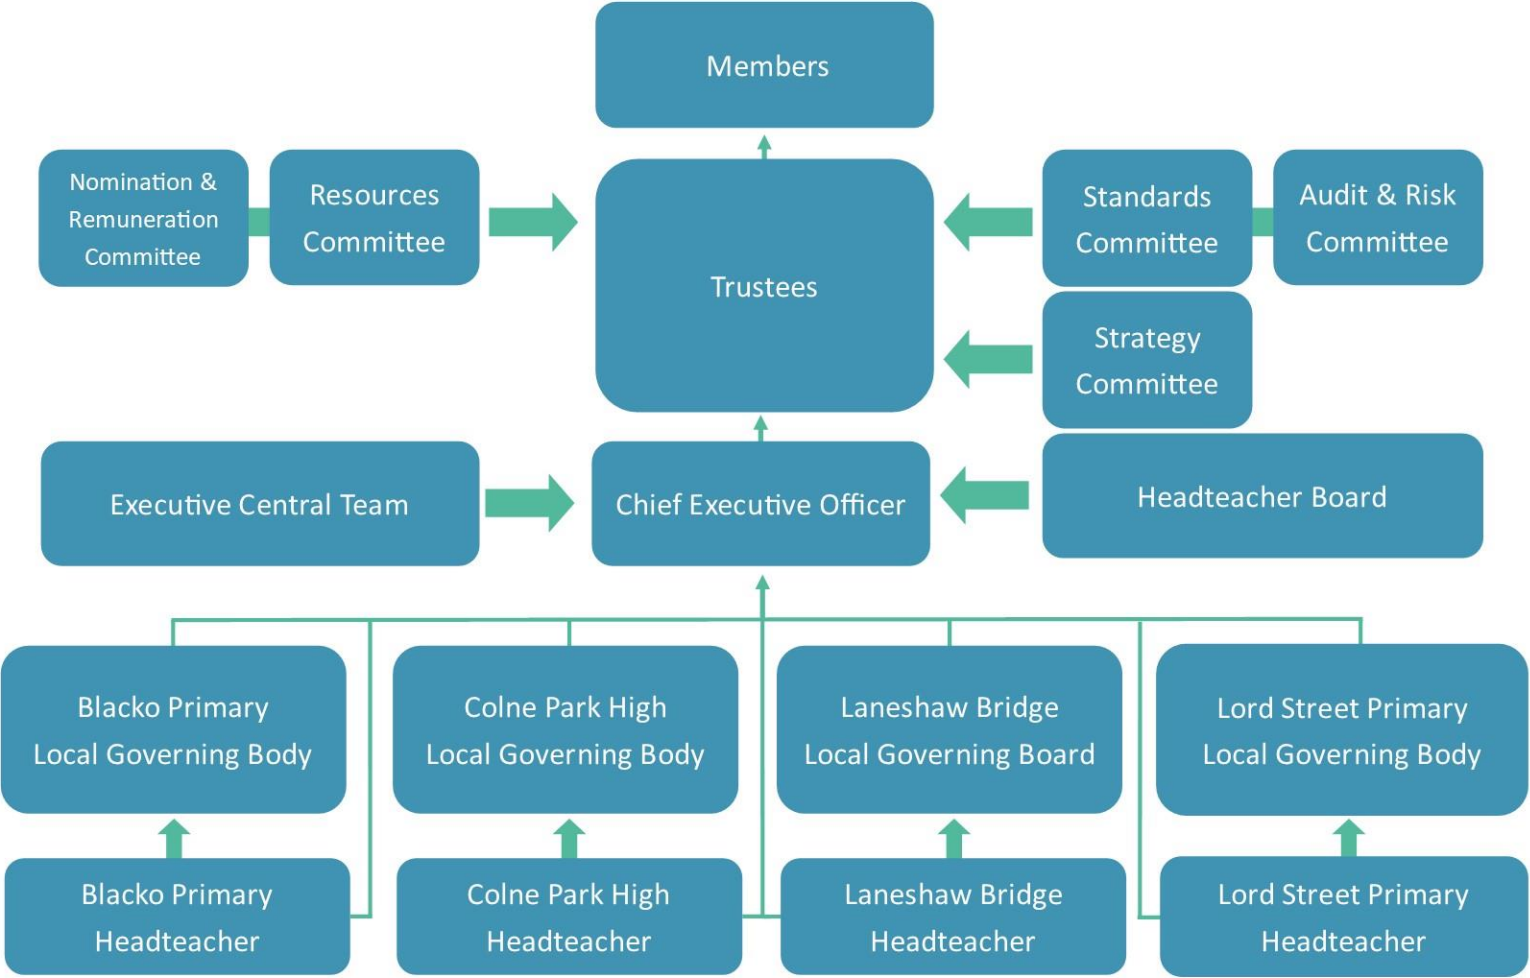 Members
Nomination &
Remuneration
Committee
Resources
Committee
Trustees
Standards
Committee
Audit & Risk
Committee
Strategy
Committee
Executive Central Team
Chief Executive Officer
Headteacher Board
Blacko Primary
Local Governing Body
Colne Park High
Local Governing Body
Laneshaw Bridge
Local Governing Board
Lord Street Primary
Local Governing Body
Blacko Primary
Headteacher
Colne Park High
Headteacher
Laneshaw Bridge
Headteacher
Lord Street Primary
Headteacher